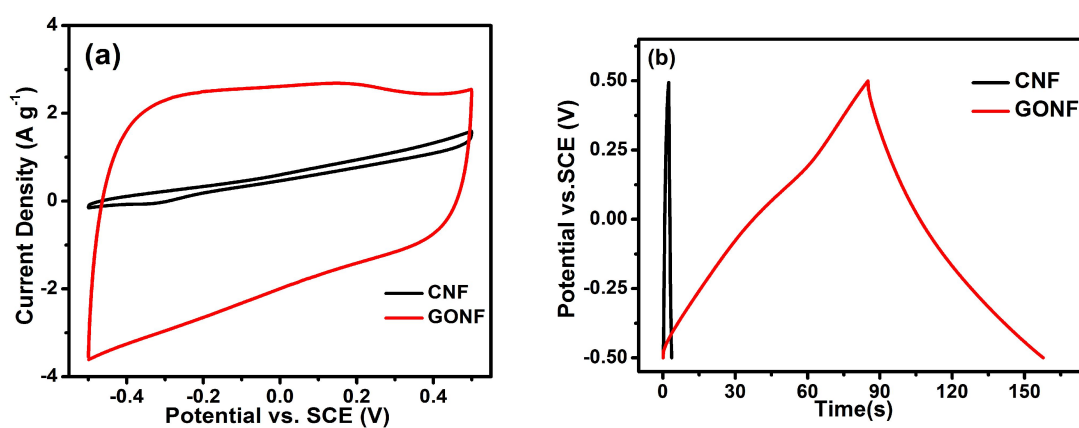 (a)
Current Density (A g-1)
4
2
0
-2
-4
CNF
GONF
-0.4
-0.2
0.0
0.2
0.4
Potential vs. SCE (V)
(b)
Potential vs.SCE (V)
0.50
0.25
0.00
-0.25
-0.50
CNF
GONF
0
30
60
90
120
150
Time(s)